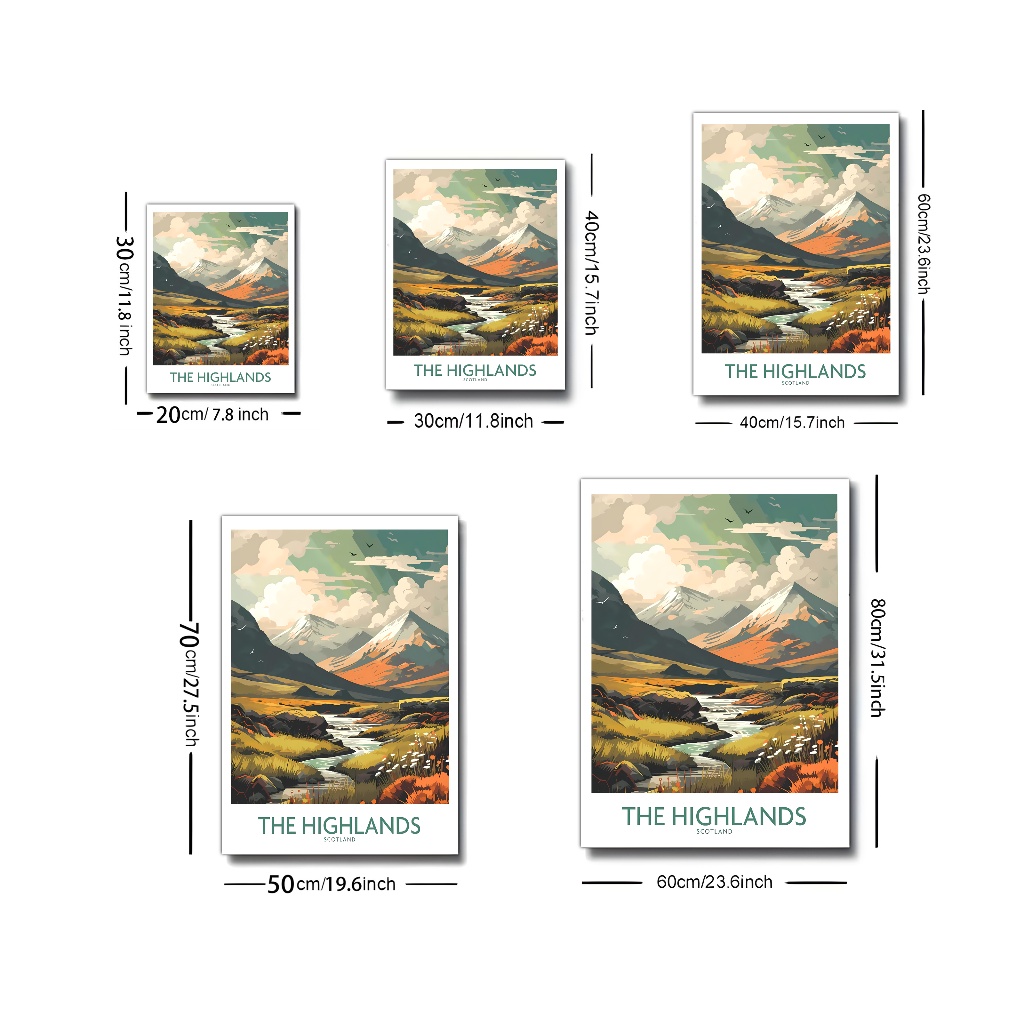 30cm/11.8 inch
THE HIGHLANDS
SCOTLAND
20cm/ 7.8 inch
40cm/15.7inch
THE HIGHLANDS
SCOTLAND
30cm/11.8inch
60cm/23.6inch
THE HIGHLANDS
SCOTLAND
40cm/15.7inch
70cm/27.5inch
THE HIGHLANDS
SCOTLAND
50cm/19.6inch
80cm/31.5inch
THE HIGHLANDS
SCOTLAND
60cm/23.6inch